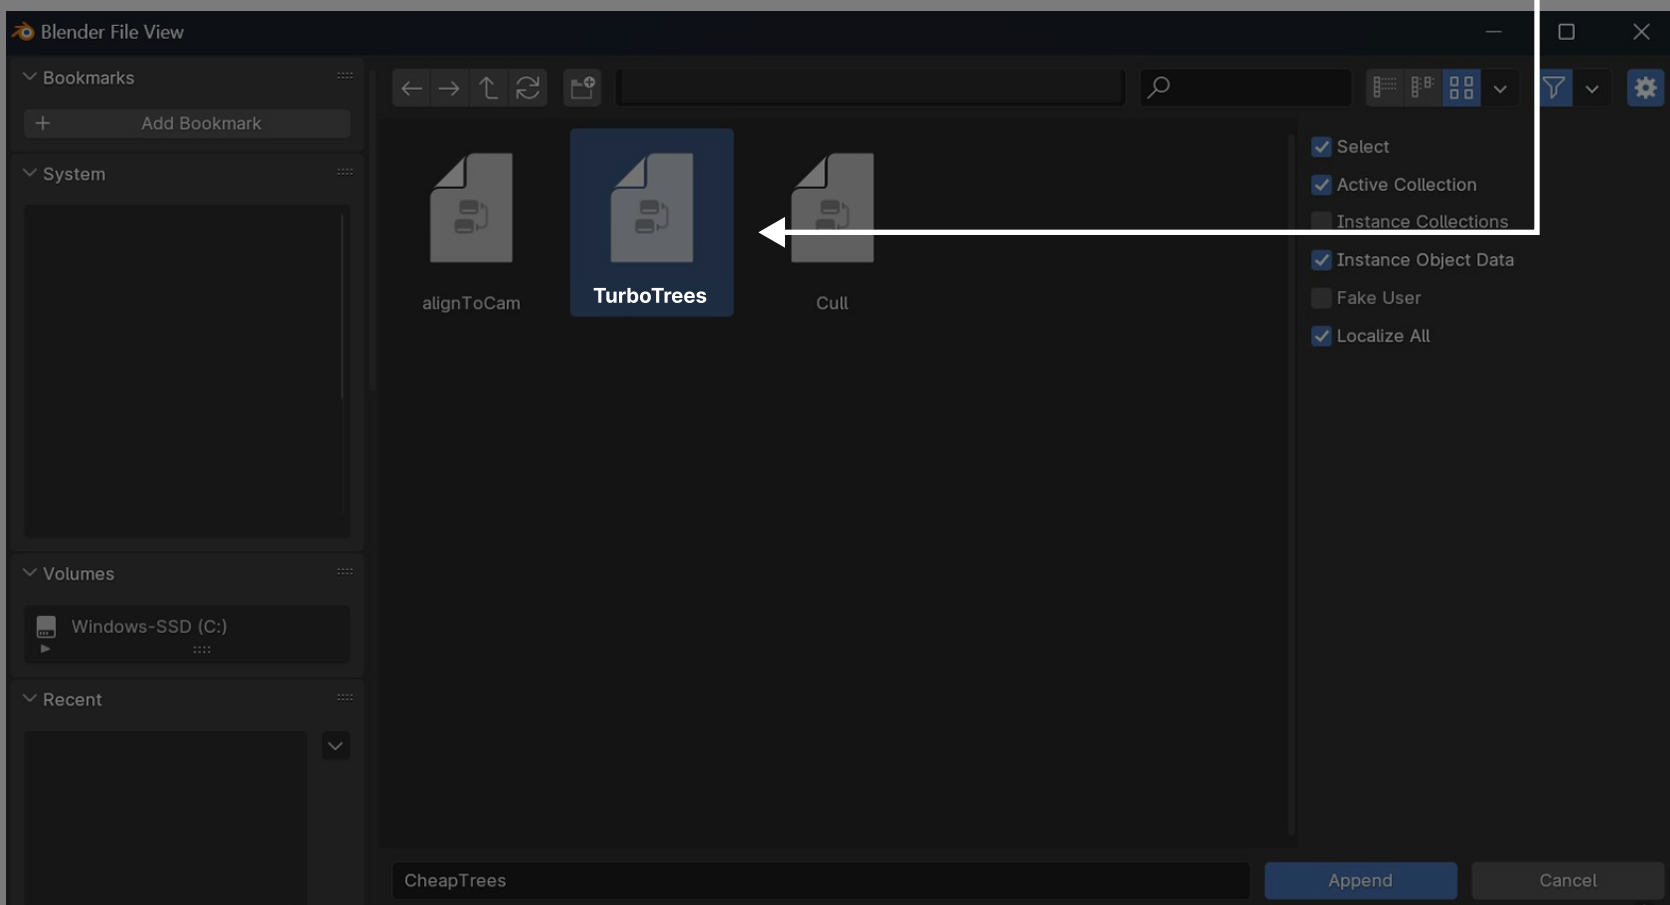 Blender File View
Bookmarks
Add Bookmark
System
Volumes
Windows-SSD (C:)
Recent
alignToCam
TurboTrees
Cull
Select
Active Collection
Instance Collections
Instance Object Data
Fake User
Localize All
CheapTrees
Append
Cancel